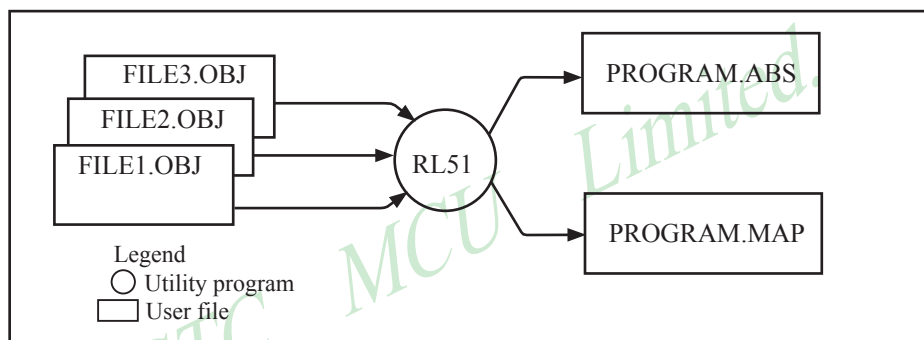 FILE3.OBJ
FILE2.OBJ
FILE1.OBJ
RL51
PROGRAM.ABS
PROGRAM.MAP
Legend
Utility program
User file
STC MCU Limited.